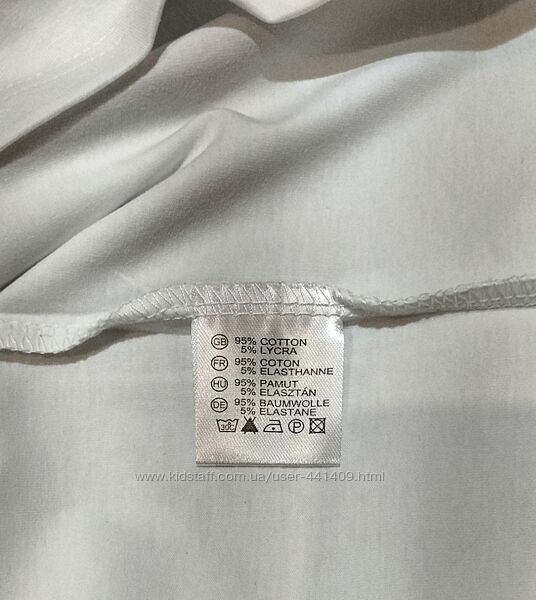 GB 95% COTTON
5% LYCRA
FR 95% COTON
5% ELASTHANNE
HU 95% PAMUT
5% ELASZTÁN
DE 95% BAUMWOLLE
5% ELASTANE
30C P
www.kidstaff.com.ua/user-441409.html